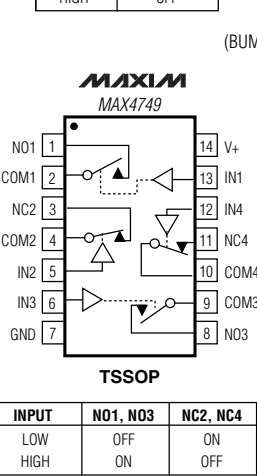 HIGH OFF
(BUM
MAXIM
MAX4749
NO1 1 14 V+
COM1 2 13 IN1
NC2 3 12 IN4
COM2 4 11 NC4
IN2 5 10 COM4
IN3 6 9 COM3
GND 7 8 NO3
TSSOP
INPUT NO1, NO3 NC2, NC4
LOW OFF ON
HIGH ON OFF